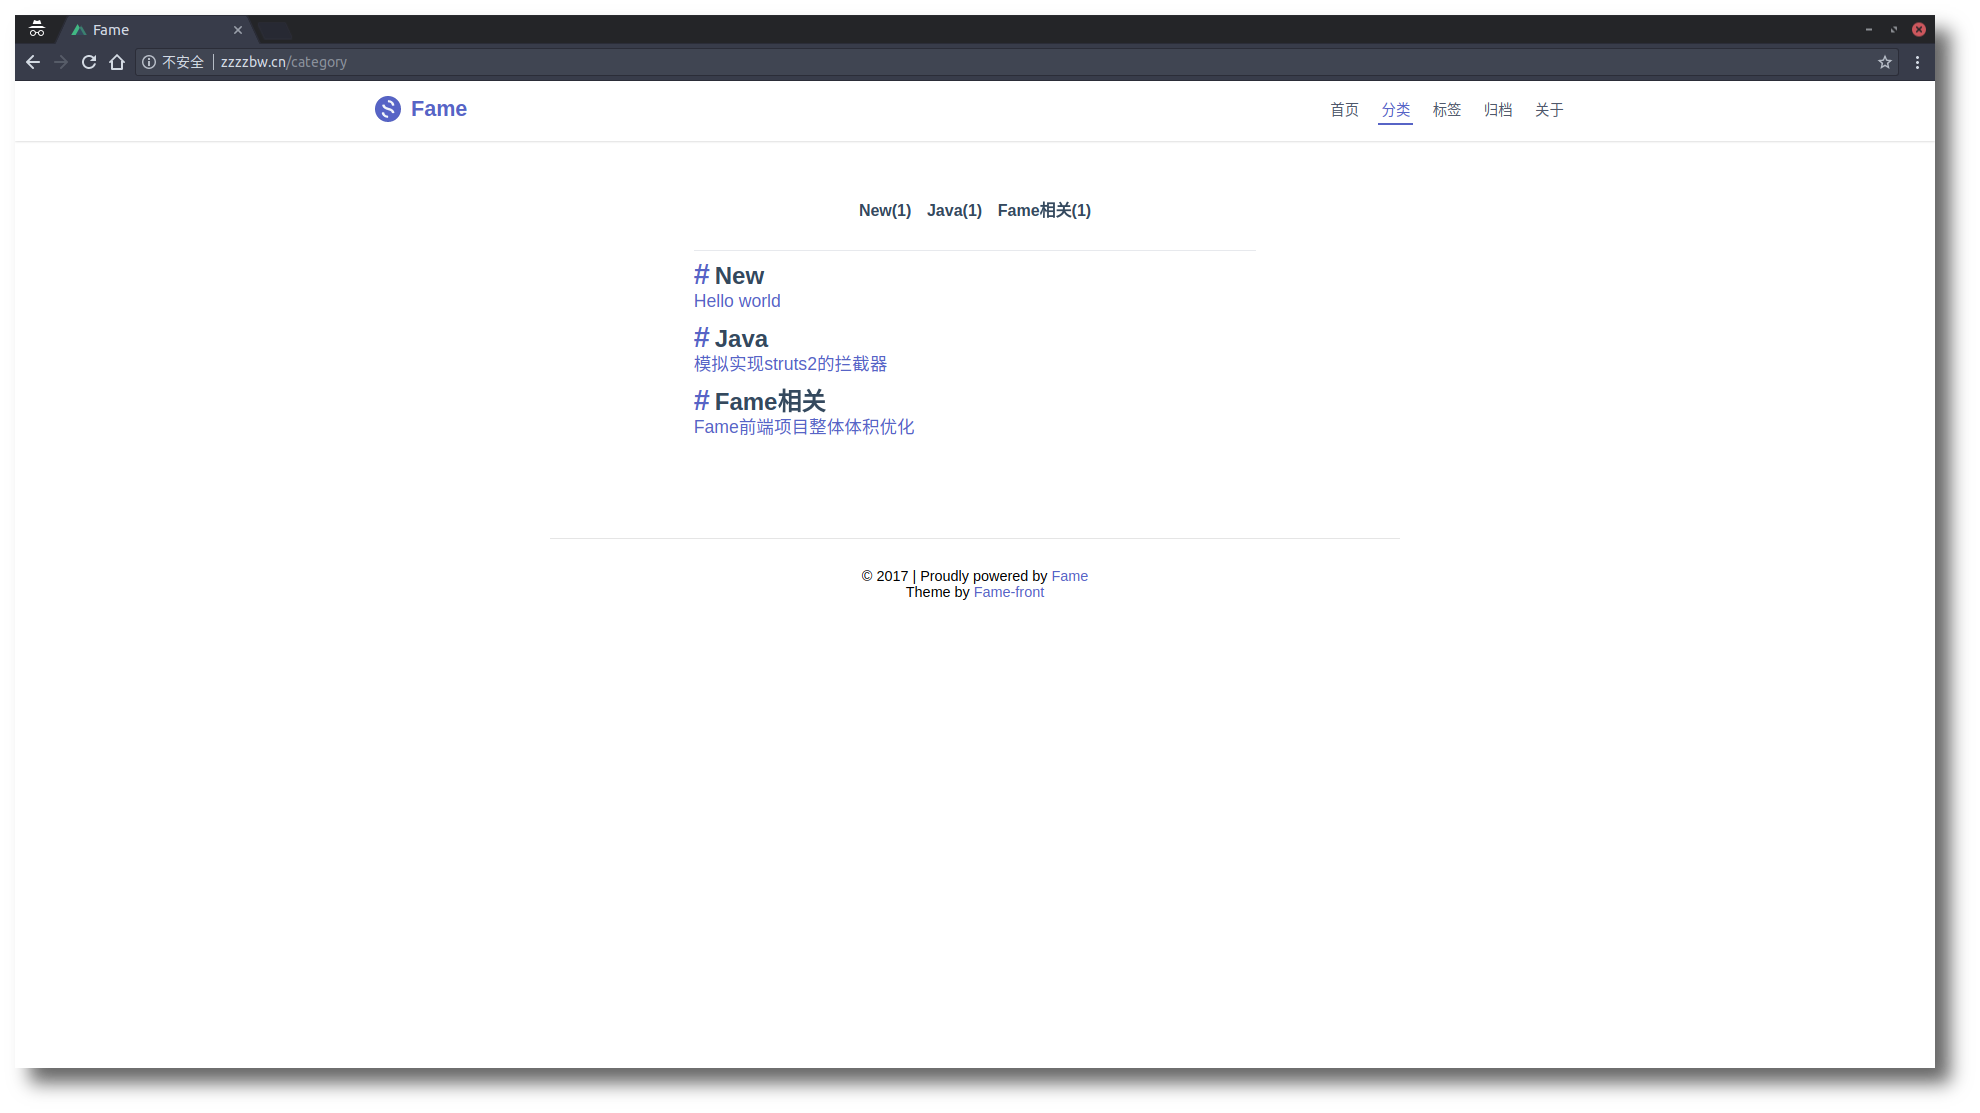 Fame
不安全 | zzzzbw.cn/category
Fame 首页 分类 标签 归档 关于
New(1) Java(1) Fame相关(1)
# New
Hello world
# Java
模拟实现struts2的拦截器
# Fame相关
Fame前端项目整体体积优化
© 2017 | Proudly powered by Fame
Theme by Fame-front